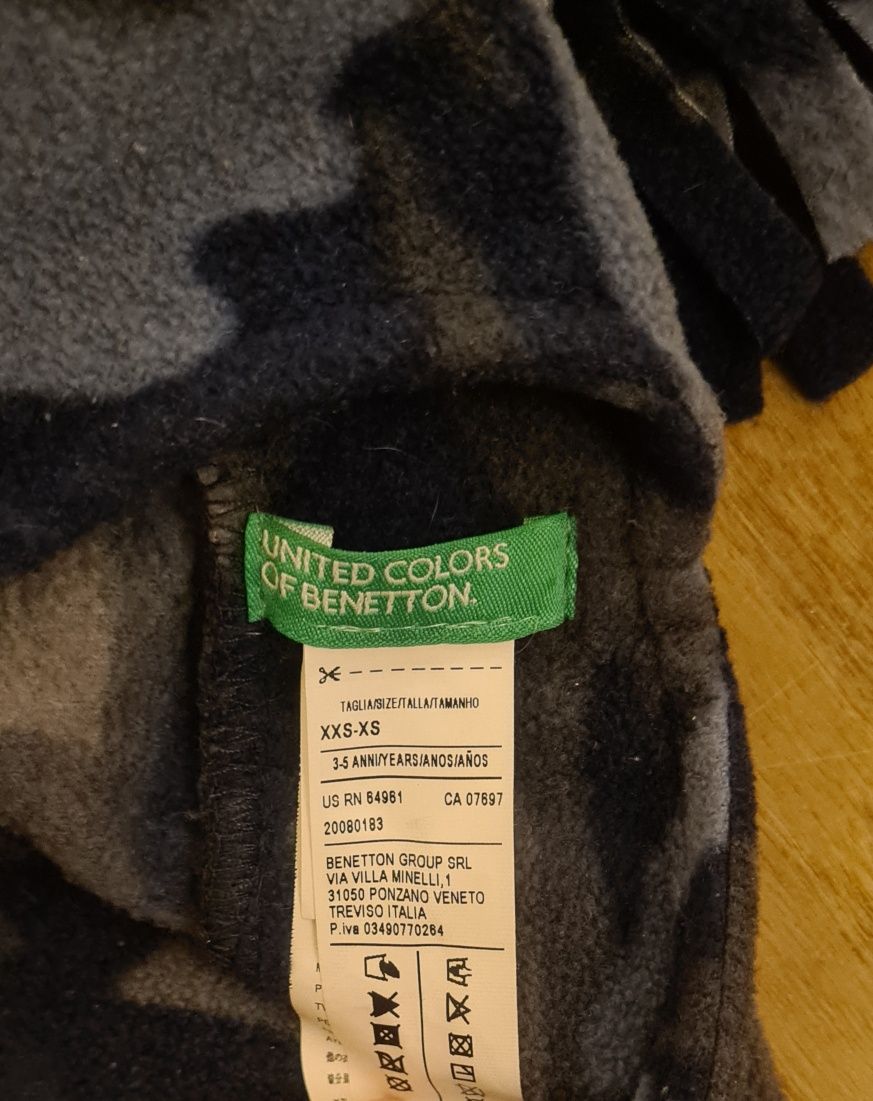 UNITED COLORS
OF BENETTON.
TAGLIA/SIZE/TALLA/TAMANHO
XXS-XS
3-5 ANNI/YEARS/ANOS/AÑOS
US RN 64961 CA 07697
20080183
BENETTON GROUP SRL
VIA VILLA MINELLI,1
31050 PONZANO VENETO
TREVISO ITALIA
P.iva 03490770264